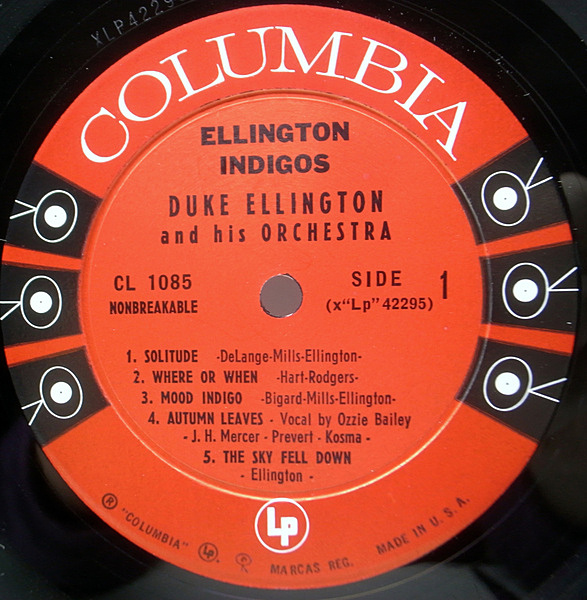 XLP42295
COLUMBIA
ELLINGTON
INDIGOS
DUKE ELLINGTON
and his ORCHESTRA
CL 1085
NONBREAKABLE
SIDE 1
(x"Lp" 42295)
1. SOLITUDE -DeLange-Mills-Ellington-
2. WHERE OR WHEN -Hart-Rodgers-
3. MOOD INDIGO -Bigard-Mills-Ellington-
4. AUTUMN LEAVES - Vocal by Ozzie Bailey
- J. H. Mercer - Prevert - Kosma -
5. THE SKY FELL DOWN
- Ellington -
Lp
® "COLUMBIA" Lp MARCAS REG. MADE IN U. S. A.